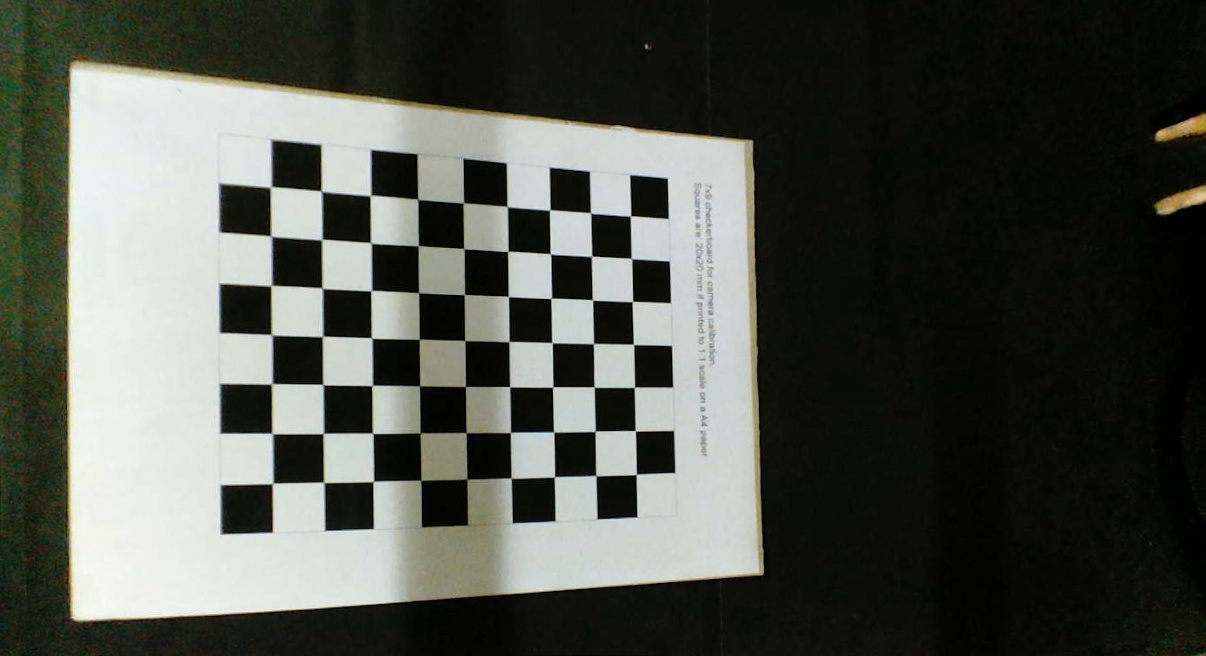 7x9 checkerboard for camera calibration.
Squares are 20x20 mm if printed to 1:1 scale on a A4 paper